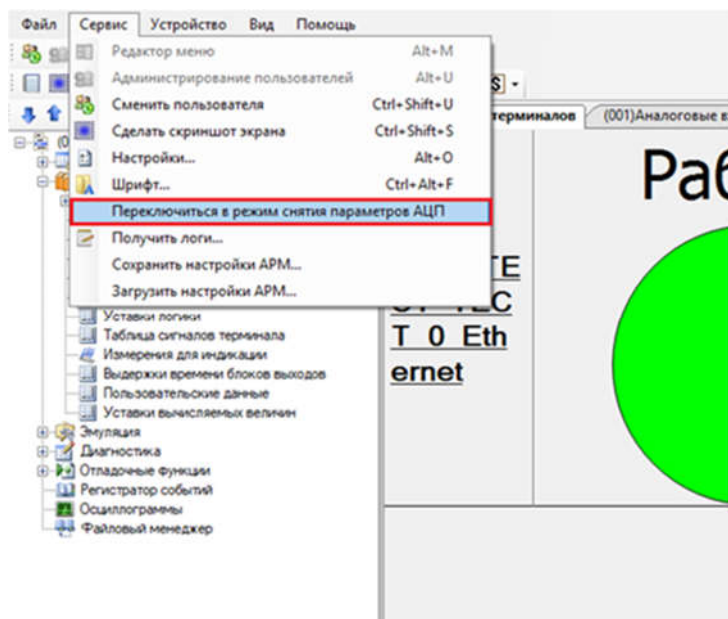 Файл Сервис Устройство Вид Помощь
Редактор меню Alt+M
Администрирование пользователей Alt+U
Сменить пользователя Ctrl+Shift+U
Сделать скриншот экрана Ctrl+Shift+S
Настройки... Alt+O
Шрифт... Ctrl+Alt+F
Переключиться в режим снятия параметров АЦП
Получить логи...
Сохранить настройки АРМ...
Загрузить настройки АРМ...
терминалов (001)Аналоговые в
Раб
T 0 Eth
ernet
Уставки логики
Таблица сигналов терминала
Измерения для индикации
Выдержки времени блоков выходов
Пользовательские данные
Уставки вычисляемых величин
Эмуляция
Диагностика
Отладочные функции
Регистратор событий
Осциллограммы
Файловый менеджер